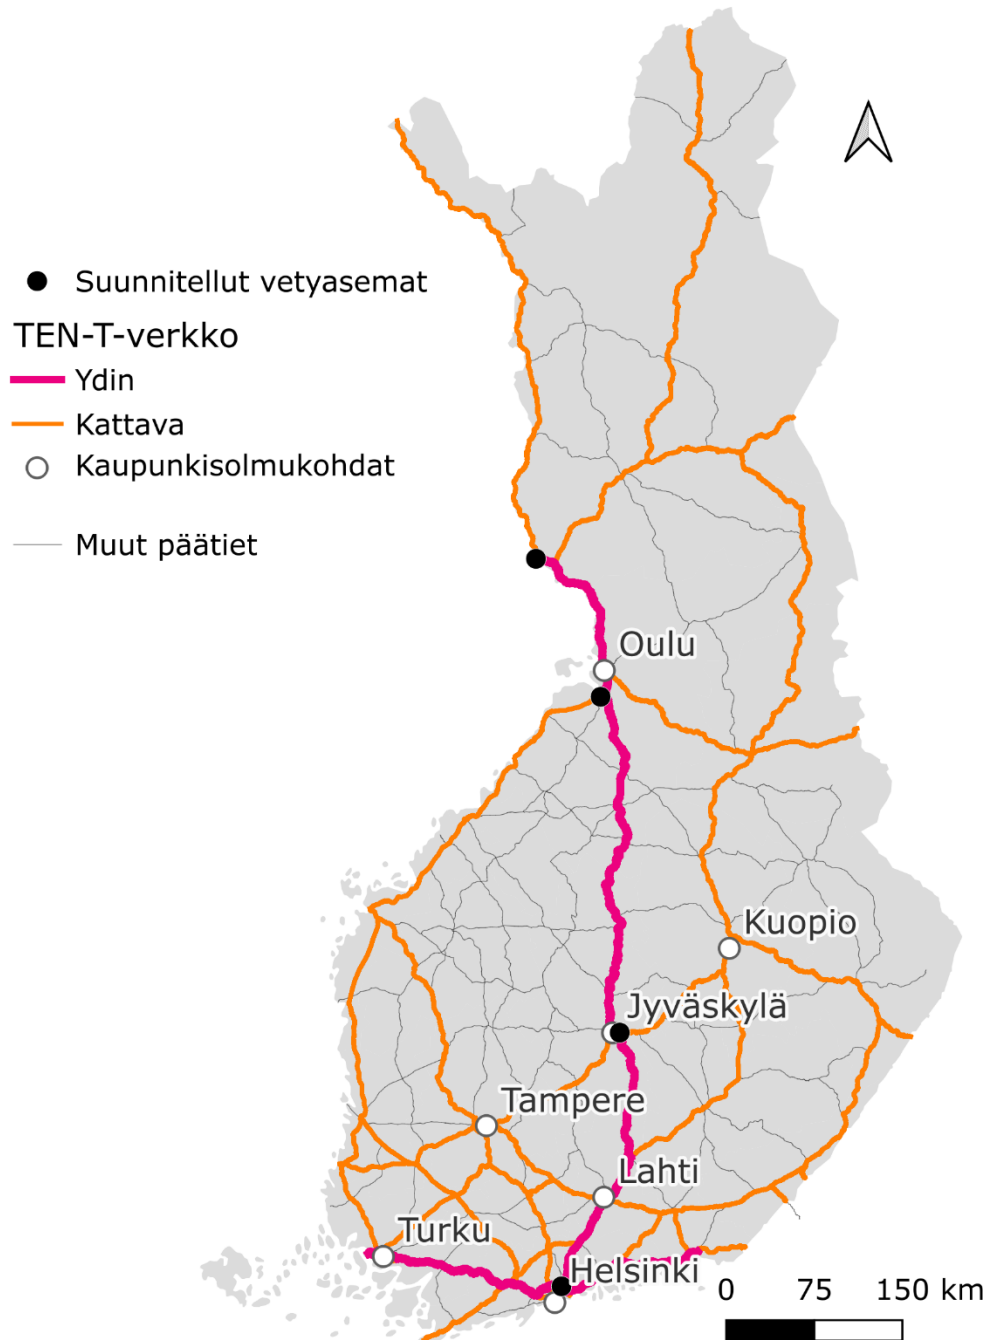 Suunnitellut vetyasemat
TEN-T-verkko
Ydin
Kattava
Kaupunkisolmukohdat
Muut päätiet
Oulu
Kuopio
Jyväskylä
Tampere
Lahti
Turku
Helsinki
0 75 150 km